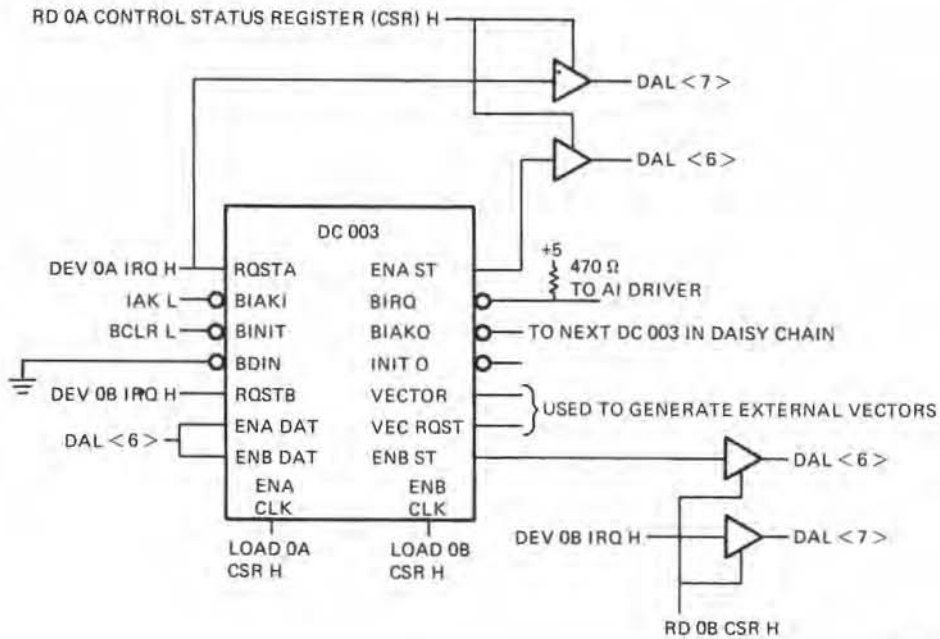 RD 0A CONTROL STATUS REGISTER (CSR) H
DAL <7>
DAL <6>
DC 003
+5
470 Ω
TO AI DRIVER
DEV 0A IRQ H
RQSTA
ENA ST
IAK L
BIAKI
BIRQ
BCLR L
BINIT
BIAKO
TO NEXT DC 003 IN DAISY CHAIN
BDIN
INIT O
DEV 0B IRQ H
RQSTB
VECTOR
USED TO GENERATE EXTERNAL VECTORS
ENA DAT
VEC RQST
DAL <6>
ENB DAT
ENB ST
DAL <6>
ENA
CLK
ENB
CLK
LOAD 0A
CSR H
LOAD 0B
CSR H
DEV 0B IRQ H
DAL <7>
RD 0B CSR H